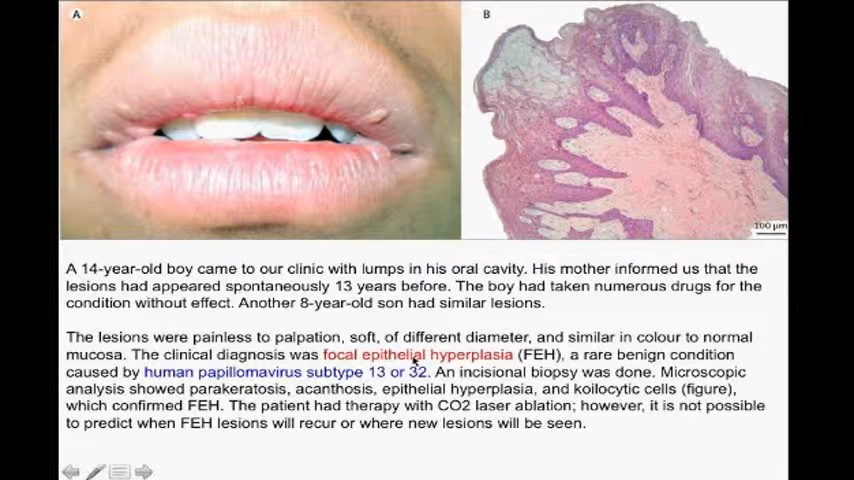 A
B
100 µm
A 14-year-old boy came to our clinic with lumps in his oral cavity. His mother informed us that the
lesions had appeared spontaneously 13 years before. The boy had taken numerous drugs for the
condition without effect. Another 8-year-old son had similar lesions.
The lesions were painless to palpation, soft, of different diameter, and similar in colour to normal
mucosa. The clinical diagnosis was focal epithelial hyperplasia (FEH), a rare benign condition
caused by human papillomavirus subtype 13 or 32. An incisional biopsy was done. Microscopic
analysis showed parakeratosis, acanthosis, epithelial hyperplasia, and koilocytic cells (figure),
which confirmed FEH. The patient had therapy with CO2 laser ablation; however, it is not possible
to predict when FEH lesions will recur or where new lesions will be seen.